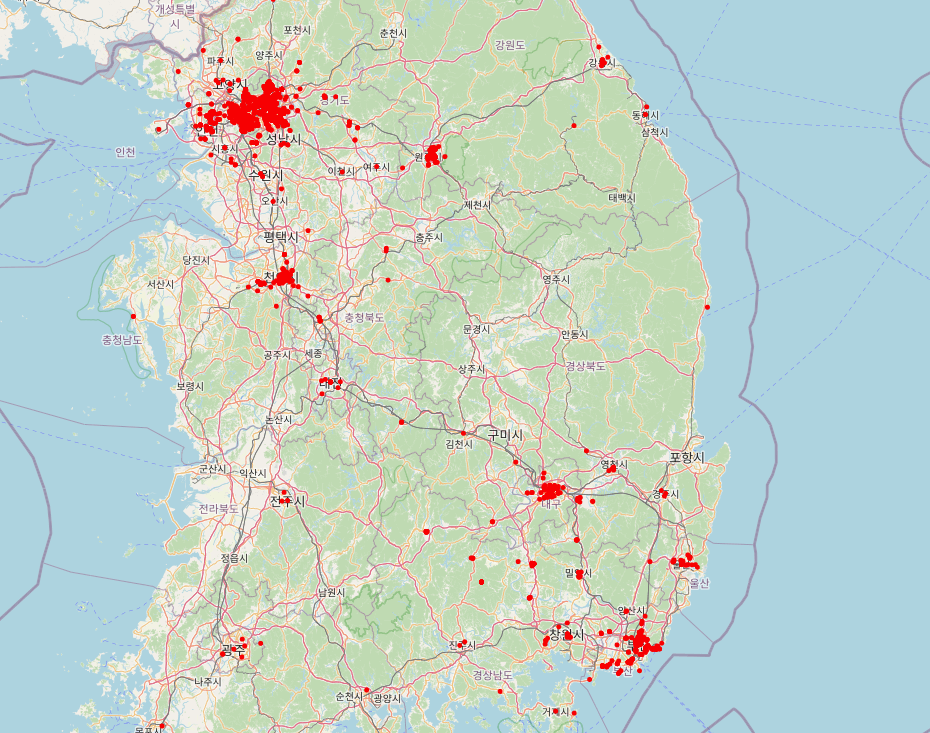 개성특별
시
포천시
춘천시
강원도
양주시
파주시
고양시
경기도
동해시
삼척시
인천
성남시
시흥시
수원시
이천시
여주시
오산시
제천시
태백시
평택시
충주시
당진시
서산시
영주시
충청북도
문경시
안동시
충청남도
공주시
세종
상주시
경상북도
보령시
대전
논산시
구미시
김천시
포항시
군산시
익산시
영천시
경주시
전주시
대구
전라북도
정읍시
밀양시
울산
남원시
양산시
창원시
광주
진주시
부산
경상남도
나주시
순천시
광양시
거제시
목포시